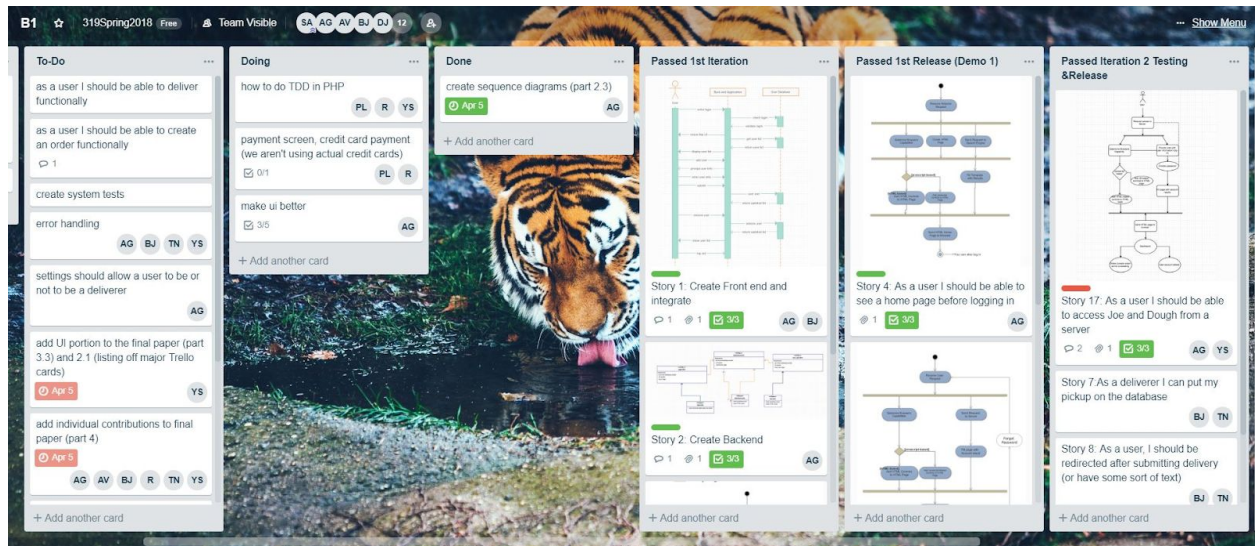 B1
319Spring2018 Free
Team Visible
SA AG AV BJ DJ 12
Show Menu
To-Do
as a user I should be able to deliver
functionally
as a user I should be able to create
an order functionally
1
create system tests
error handling
AG BJ TN YS
settings should allow a user to be or
not to be a deliverer
AG
add UI portion to the final paper (part
3.3) and 2.1 (listing off major Trello
cards)
Apr 5
YS
add individual contributions to final
paper (part 4)
Apr 5
AG AV BJ R TN YS
+ Add another card
Doing
how to do TDD in PHP
PL R YS
payment screen, credit card payment
(we aren't using actual credit cards)
0/1
PL R
make ui better
3/5
AG
+ Add another card
Done
create sequence diagrams (part 2.3)
Apr 5
AG
+ Add another card
Passed 1st Iteration
Story 1: Create Front end and
integrate
1 1 3/3
AG BJ
Story 2: Create Backend
1 1 3/3
AG
+ Add another card
Passed 1st Release (Demo 1)
Story 4: As a user I should be able to
see a home page before logging in
1 3/3
AG
Forgot
Password
+ Add another card
Passed Iteration 2 Testing
&Release
Story 17: As a user I should be able
to access Joe and Dough from a
server
2 1 3/3
AG YS
Story 7:As a deliverer I can put my
pickup on the database
BJ TN
Story 8: As a user, I should be
redirected after submitting delivery
(or have some sort of text)
BJ TN
+ Add another card